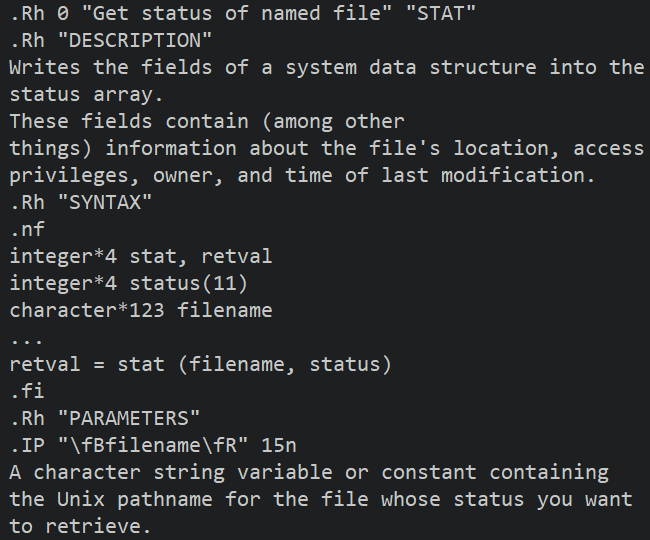 .Rh 0 "Get status of named file" "STAT"
.Rh "DESCRIPTION"
Writes the fields of a system data structure into the
status array.
These fields contain (among other
things) information about the file's location, access
privileges, owner, and time of last modification.
.Rh "SYNTAX"
.nf
integer*4 stat, retval
integer*4 status(11)
character*123 filename
...
retval = stat (filename, status)
.fi
.Rh "PARAMETERS"
.IP "\fBfilename\fR" 15n
A character string variable or constant containing
the Unix pathname for the file whose status you want
to retrieve.